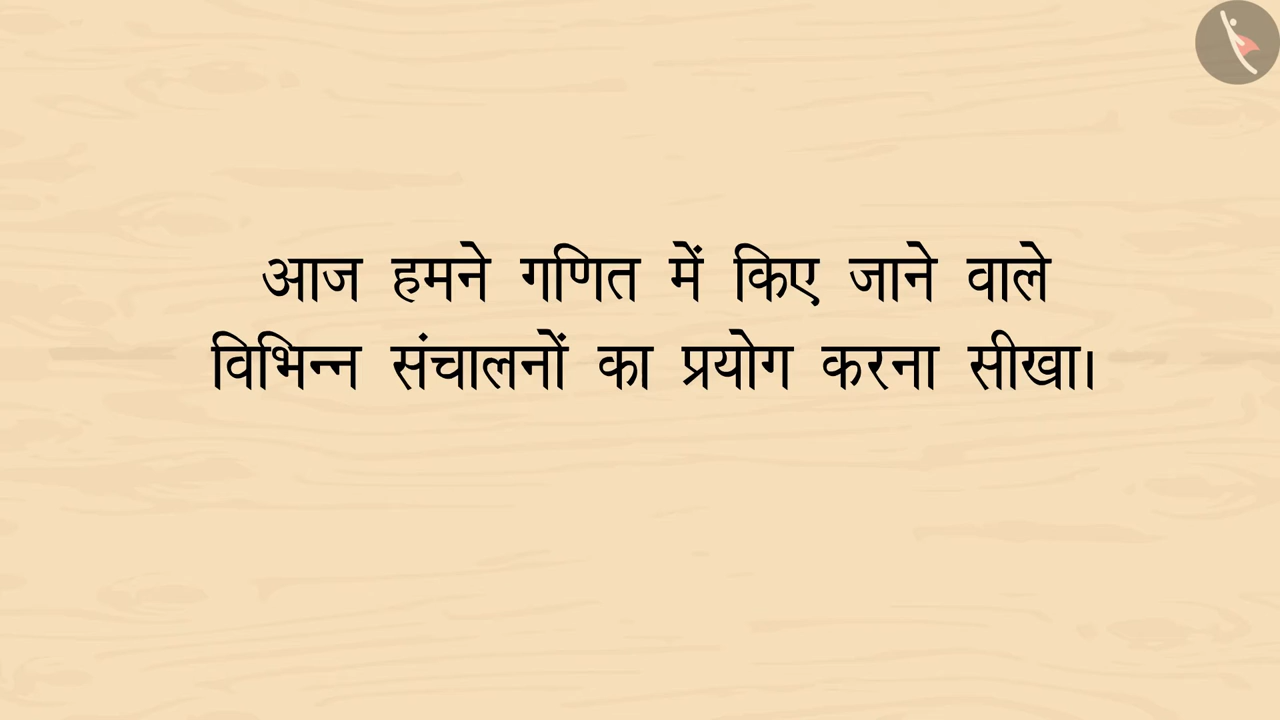 आज हमने गणित में किए जाने वाले
विभिन्न संचालनों का प्रयोग करना सीखा।